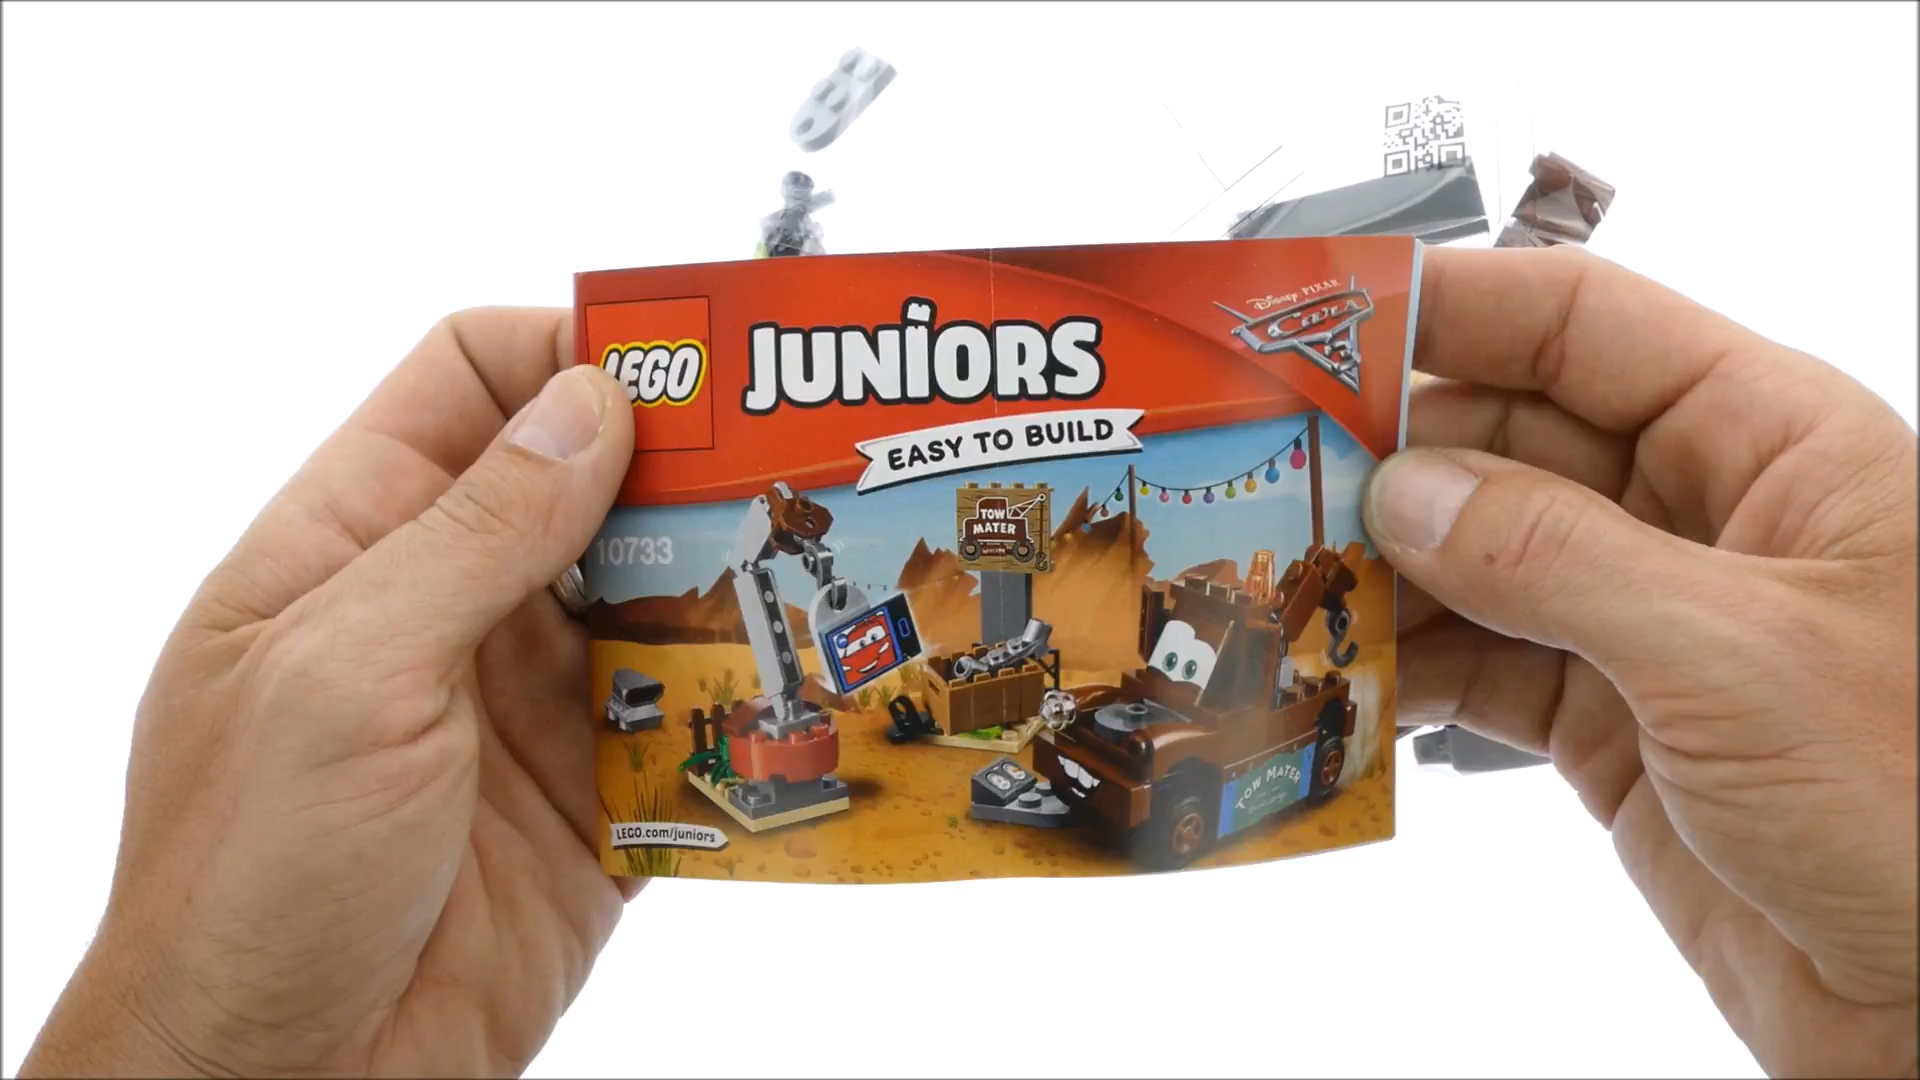 LEGO
JUNIORS
Disney PIXAR
Cars
3
EASY TO BUILD
10733
TOW
MATER
TOW MATER
LEGO.com/juniors